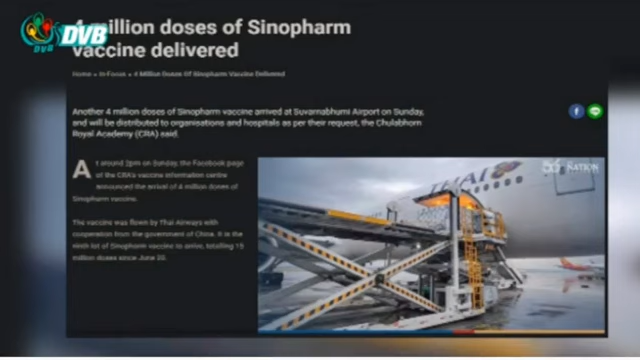 DVB
DVB
4 million doses of Sinopharm
vaccine delivered
Home » In Focus » 4 Million Doses Of Sinopharm Vaccine Delivered
Another 4 million doses of Sinopharm vaccine arrived at Suvarnabhumi Airport on Sunday,
and will be distributed to organisations and hospitals as per their request, the Chulabhorn
Royal Academy (CRA) said.
At around 2pm on Sunday, the Facebook page
of the CRA's vaccine information centre
announced the arrival of 4 million doses of
Sinopharm vaccine.
The vaccine was flown by Thai Airways with
cooperation from the government of China. It is the
ninth lot of Sinopharm vaccine to arrive, totalling 15
million doses since June 20.
THAI
NATION